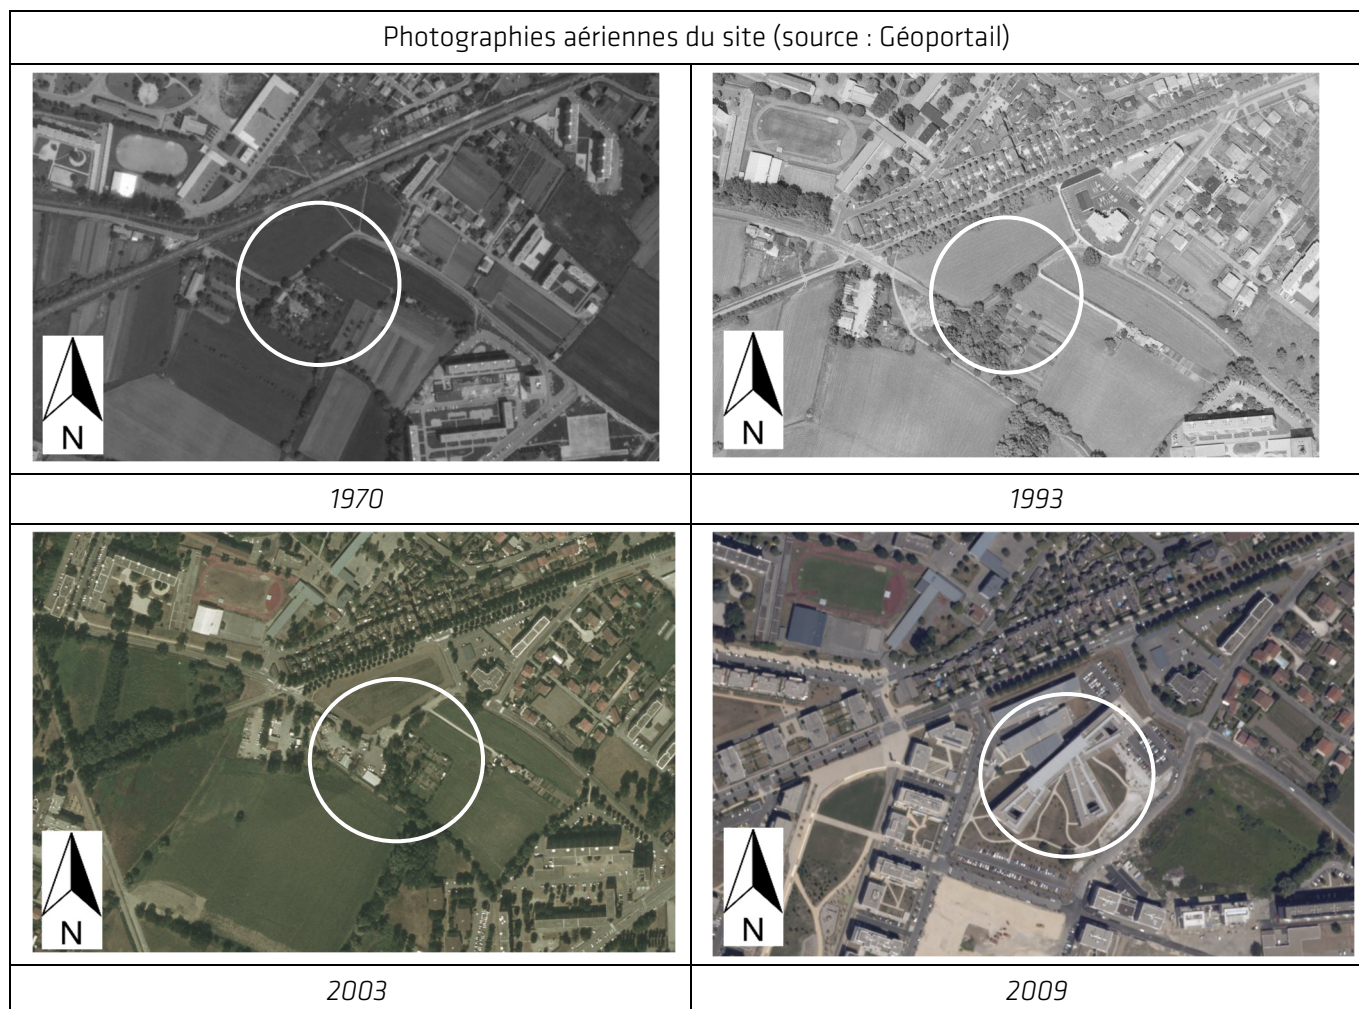 Photographies aériennes du site (source : Géoportail)
N
N
1970
1993
N
N
2003
2009